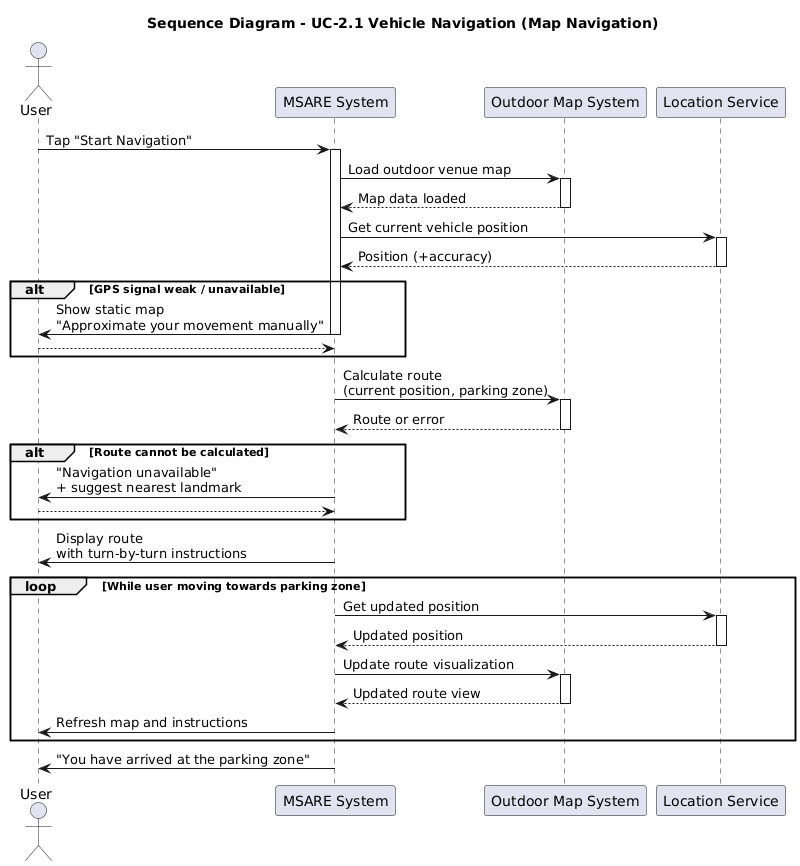 Sequence Diagram - UC-2.1 Vehicle Navigation (Map Navigation)
User
MSARE System
Outdoor Map System
Location Service
Tap "Start Navigation"
Load outdoor venue map
Map data loaded
Get current vehicle position
Position (+accuracy)
alt
[GPS signal weak / unavailable]
Show static map
"Approximate your movement manually"
Calculate route
(current position, parking zone)
Route or error
alt
[Route cannot be calculated]
"Navigation unavailable"
+ suggest nearest landmark
Display route
with turn-by-turn instructions
loop
[While user moving towards parking zone]
Get updated position
Updated position
Update route visualization
Updated route view
Refresh map and instructions
"You have arrived at the parking zone"
User
MSARE System
Outdoor Map System
Location Service